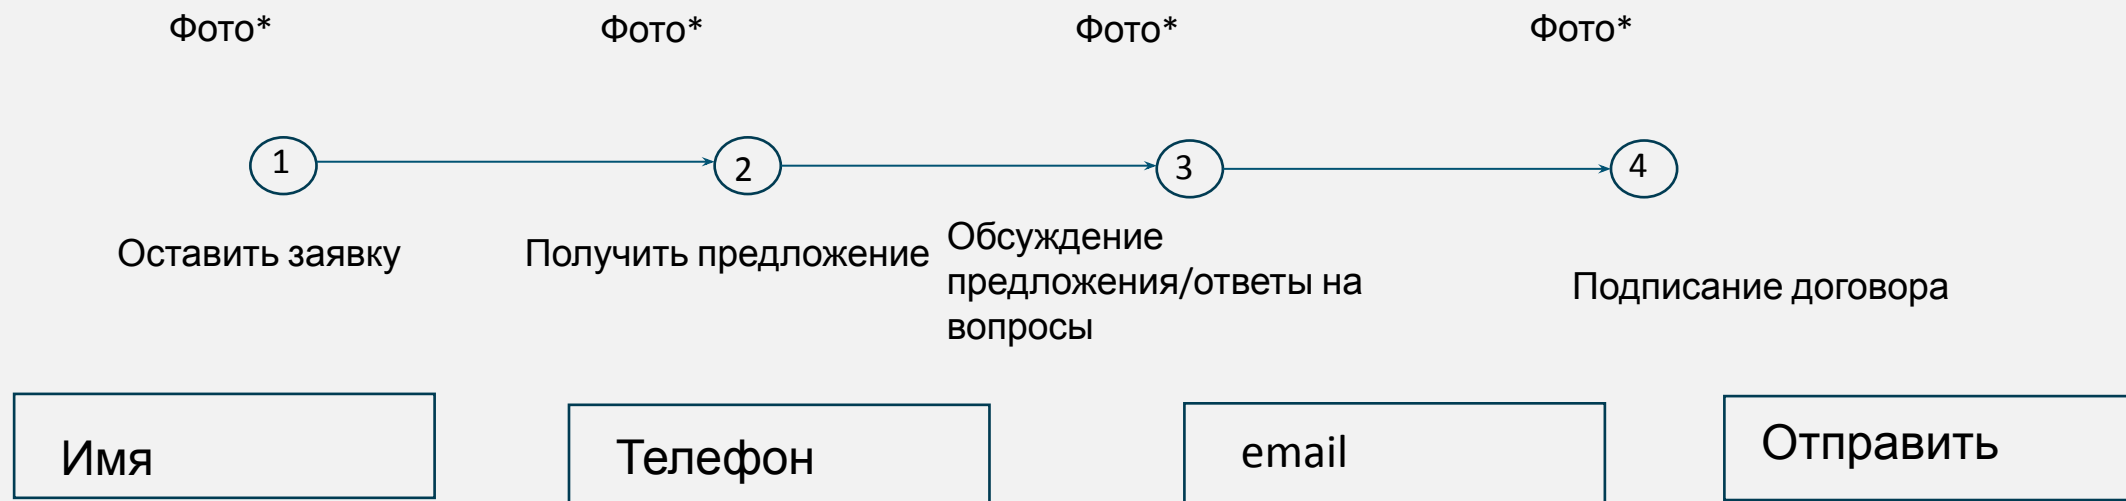 Фото*
Фото*
Фото*
Фото*
1
2
3
4
Оставить заявку
Получить предложение
Обсуждение
предложения/ответы на
вопросы
Подписание договора
Имя
Телефон
email
Отправить